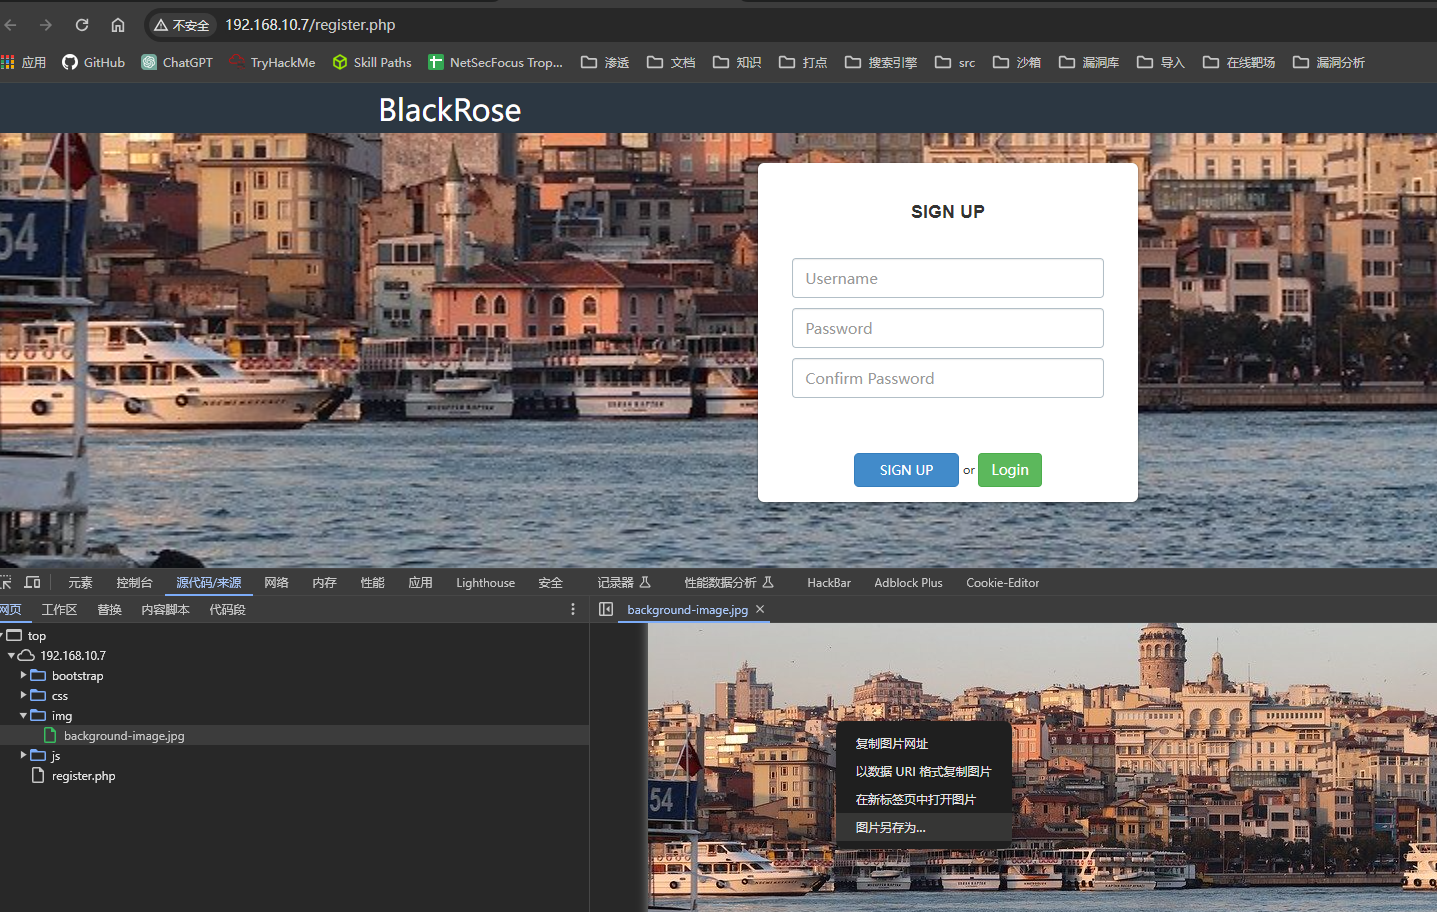 不安全 192.168.10.7/register.php
应用 GitHub ChatGPT TryHackMe Skill Paths NetSecFocus Trop... 渗透 文档 知识 打点 搜索引擎 src 沙箱 漏洞库 导入 在线靶场 漏洞分析
BlackRose
54
SIGN UP
Username
Password
Confirm Password
SIGN UP or Login
元素 控制台 源代码/来源 网络 内存 性能 应用 Lighthouse 安全 记录器 性能数据分析 HackBar Adblock Plus Cookie-Editor
网页 工作区 替换 内容脚本 代码段
background-image.jpg
top
192.168.10.7
bootstrap
css
img
background-image.jpg
js
register.php
复制图片网址
以数据 URI 格式复制图片
在新标签页中打开图片
图片另存为...
54